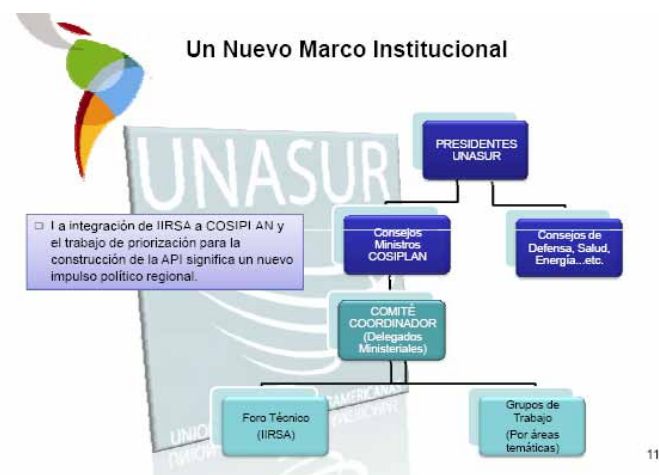 Un Nuevo Marco Institucional
UNASUR
PRESIDENTES
UNASUR
□ La integración de IIRSA a COSIPLAN y
el trabajo de priorización para la
construcción de la API significa un nuevo
impulso político regional.
Consejos
Ministros
COSIPLAN
Consejos de
Defensa, Salud,
Energía...etc.
COMITÉ
COORDINADOR
(Delegados
Ministeriales)
Foro Técnico
(IIRSA)
Grupos de
Trabajo
(Por áreas
temáticas)
UNIO
AMERICANAS
11